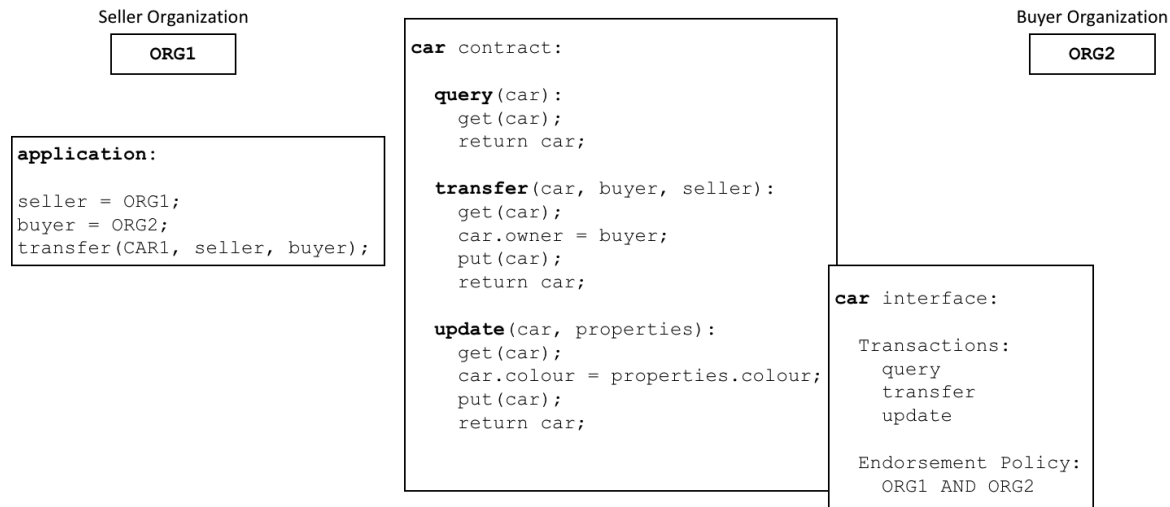 Seller Organization
ORG1
application:
seller = ORG1;
buyer = ORG2;
transfer(CAR1, seller, buyer);
car contract:
query(car):
get(car);
return car;
transfer(car, buyer, seller):
get(car);
car.owner = buyer;
put(car);
return car;
update(car, properties):
get(car);
car.colour = properties.colour;
put(car);
return car;
Buyer Organization
ORG2
car interface:
Transactions:
query
transfer
update
Endorsement Policy:
ORG1 AND ORG2